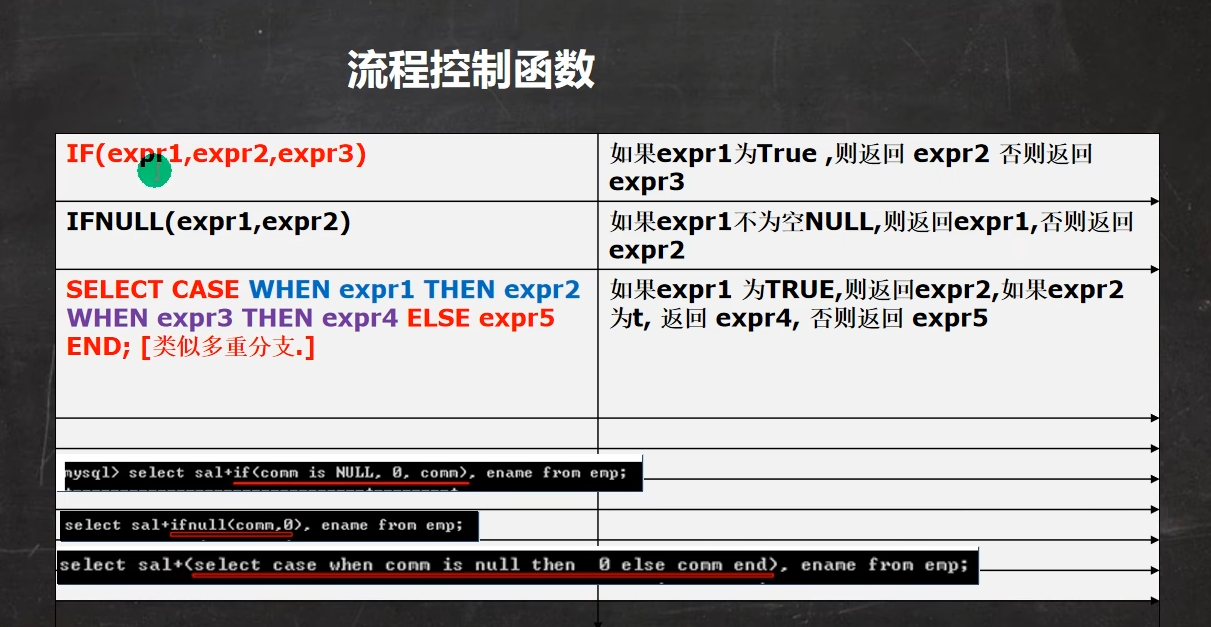 流程控制函数
IF(expr1,expr2,expr3)
如果expr1为True ,则返回 expr2 否则返回
expr3
IFNULL(expr1,expr2)
如果expr1不为空NULL,则返回expr1,否则返回
expr2
SELECT CASE WHEN expr1 THEN expr2
WHEN expr3 THEN expr4 ELSE expr5
END; [类似多重分支.]
如果expr1 为TRUE,则返回expr2,如果expr2
为t, 返回 expr4, 否则返回 expr5
mysql> select sal+if(comm is NULL, 0, comm), ename from emp;
select sal+ifnull(comm,0), ename from emp;
select sal+(select case when comm is null then  0 else comm end), ename from emp;